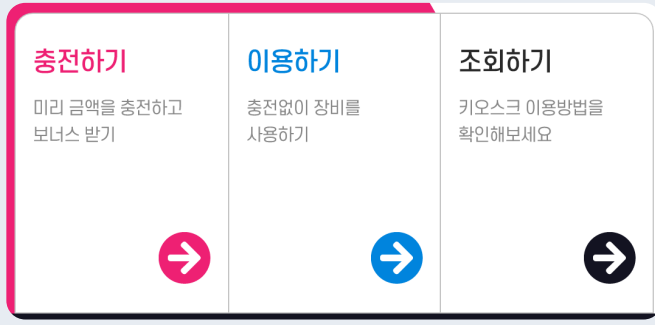 충전하기
미리 금액을 충전하고
보너스 받기
이용하기
충전없이 장비를
사용하기
조회하기
키오스크 이용방법을
확인해보세요